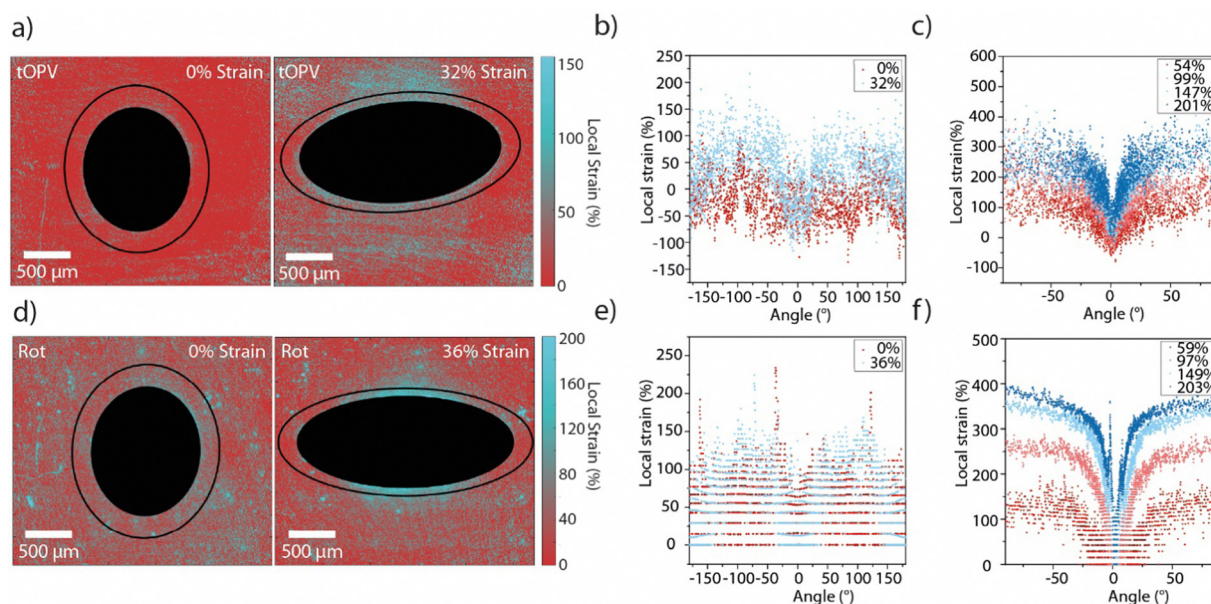 a)
tOPV
0% Strain
500 µm
tOPV
32% Strain
500 µm
150
100
50
0
Local Strain (%)
b)
0%
32%
250
200
150
100
50
0
-50
-100
-150
Local strain (%)
-150-100 -50 0 50 100 150
Angle (°)
c)
54%
99%
147%
201%
600
500
400
300
200
100
0
-100
Local strain(%)
-50 0 50
Angle (°)
d)
Rot
0% Strain
500 µm
Rot
36% Strain
500 µm
200
160
120
80
40
0
Local Strain (%)
e)
0%
36%
250
200
150
100
50
0
Local strain (%)
-150-100 -50 0 50 100 150
Angle (°)
f)
59%
97%
149%
203%
500
400
300
200
100
0
Local strain (%)
-50 0 50
Angle (°)